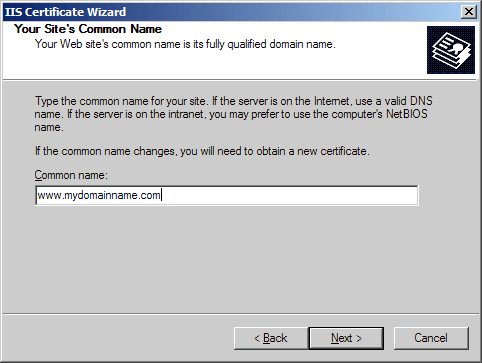 IIS Certificate Wizard
Your Site's Common Name
Your Web site's common name is its fully qualified domain name.
Type the common name for your site. If the server is on the Internet, use a valid DNS
name. If the server is on the intranet, you may prefer to use the computer's NetBIOS
name.
If the common name changes, you will need to obtain a new certificate.
Common name:
www.mydomainname.com
< Back Next > Cancel